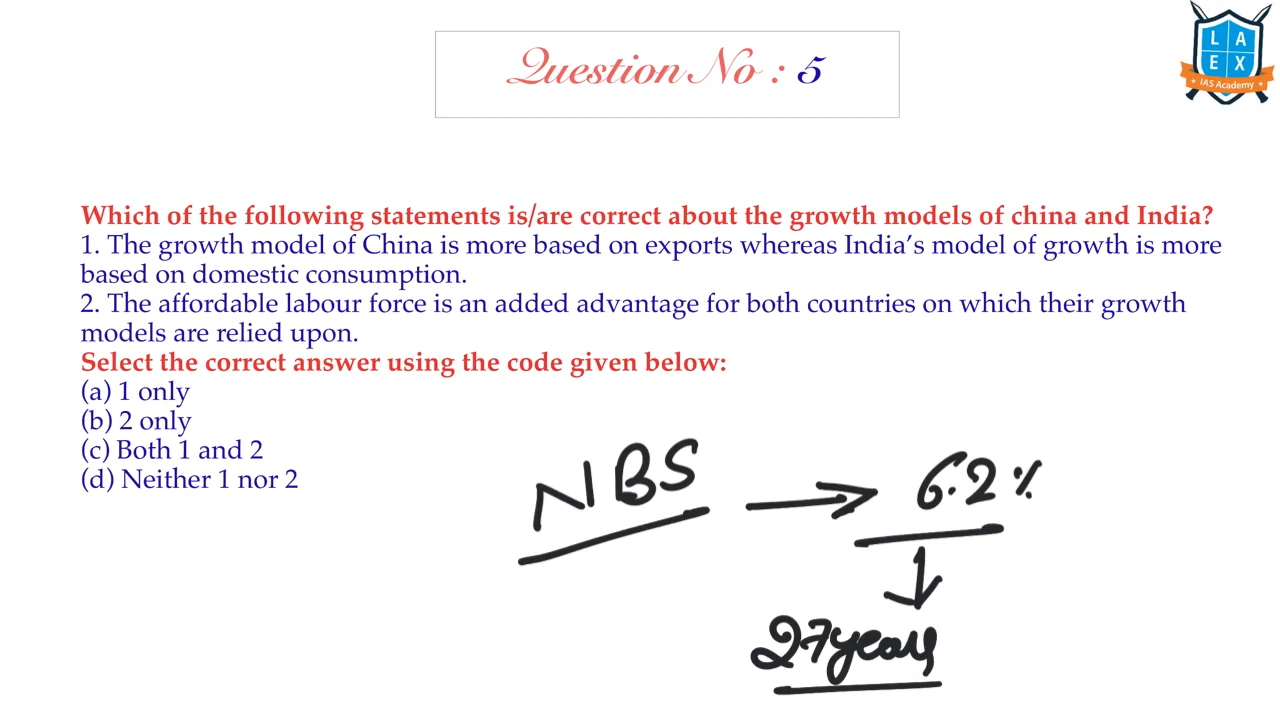 Question No : 5
L A
E X
IAS Academy
Which of the following statements is/are correct about the growth models of china and India?
1. The growth model of China is more based on exports whereas India's model of growth is more
based on domestic consumption.
2. The affordable labour force is an added advantage for both countries on which their growth
models are relied upon.
Select the correct answer using the code given below:
(a) 1 only
(b) 2 only
(c) Both 1 and 2
(d) Neither 1 nor 2
NBS → 6.2%
↓
27 years